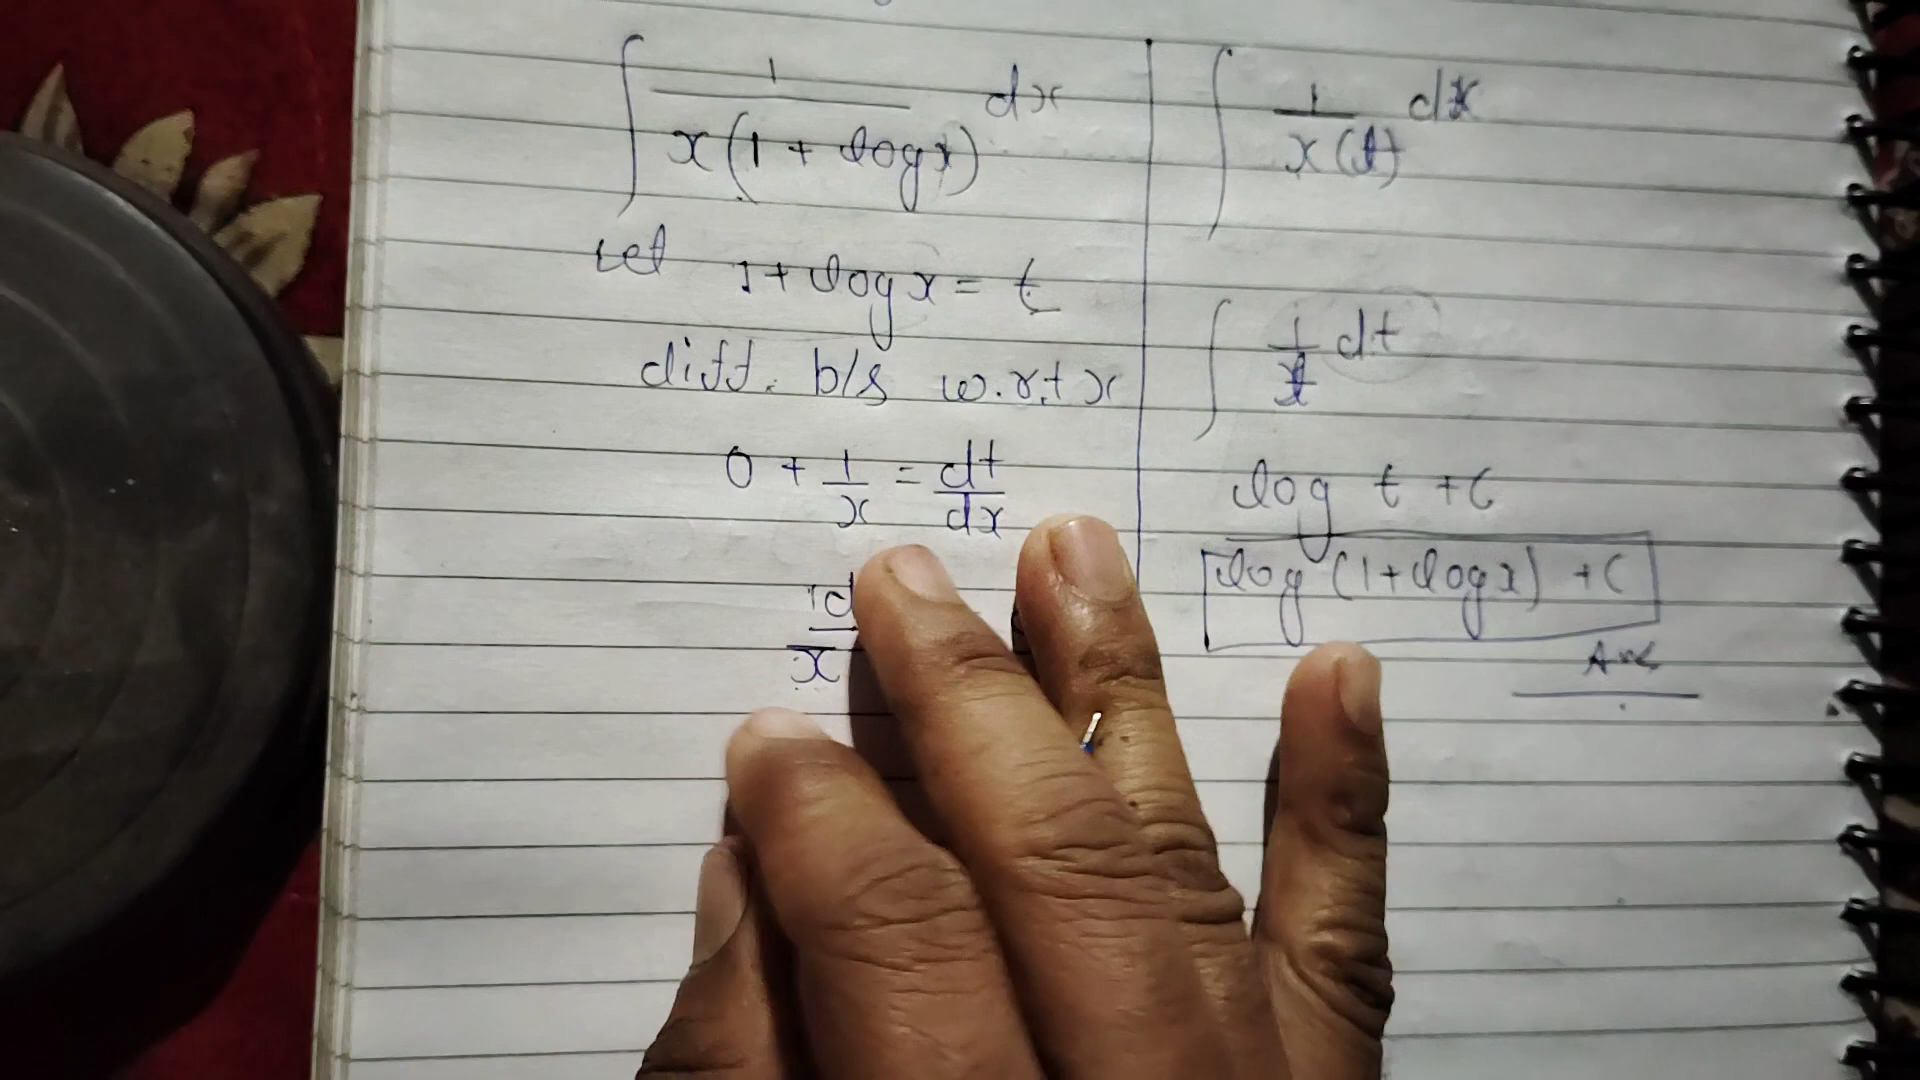 ∫ 1/x(1 + log x) dx
Let 1 + log x = t
diff. b/s w.r.t x
0 + 1/x = dt/dx
1d
x
∫ 1/x(t) dx
∫ 1/t dt
log t + C
log (1 + log x) + C
Ans